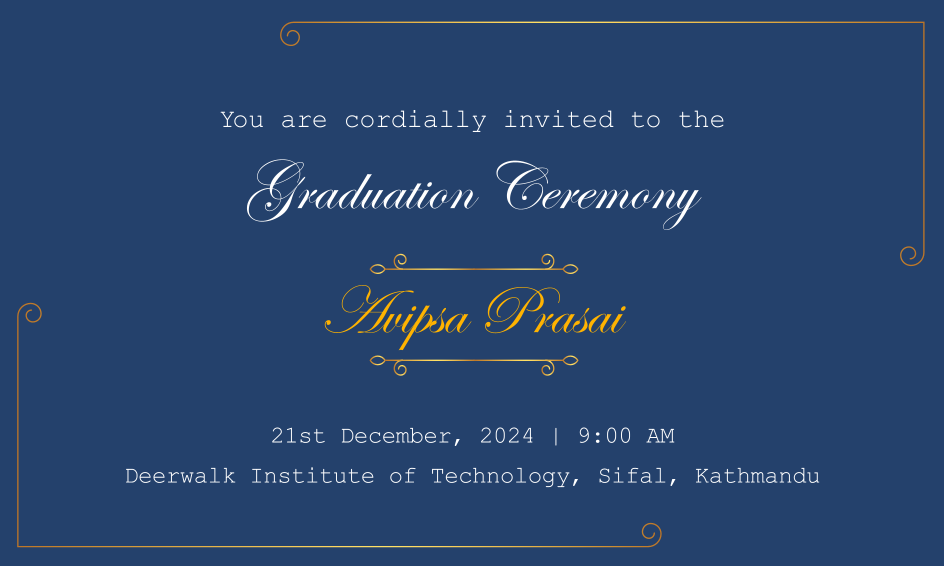 You are cordially invited to the
Graduation Ceremony
Avipsa Prasai
21st December, 2024 | 9:00 AM
Deerwalk Institute of Technology, Sifal, Kathmandu